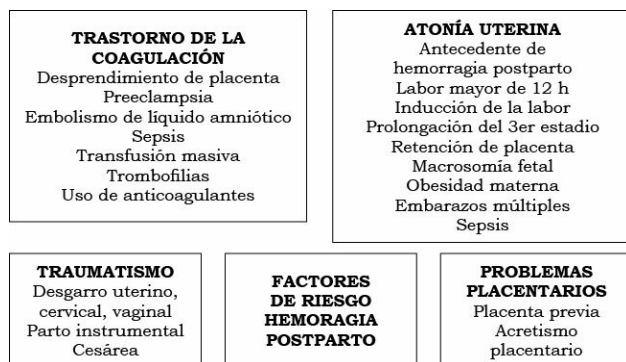 TRASTORNO DE LA
COAGULACIÓN
Desprendimiento de placenta
Preeclampsia
Embolismo de líquido amniótico
Sepsis
Transfusión masiva
Trombofilias
Uso de anticoagulantes
ATONÍA UTERINA
Antecedente de
hemorragia postparto
Labor mayor de 12 h
Inducción de la labor
Prolongación del 3er estadio
Retención de placenta
Macrosomía fetal
Obesidad materna
Embarazos múltiples
Sepsis
TRAUMATISMO
Desgarro uterino,
cervical, vaginal
Parto instrumental
Cesárea
FACTORES
DE RIESGO
HEMORAGIA
POSTPARTO
PROBLEMAS
PLACENTARIOS
Placenta previa
Acretismo
placentario